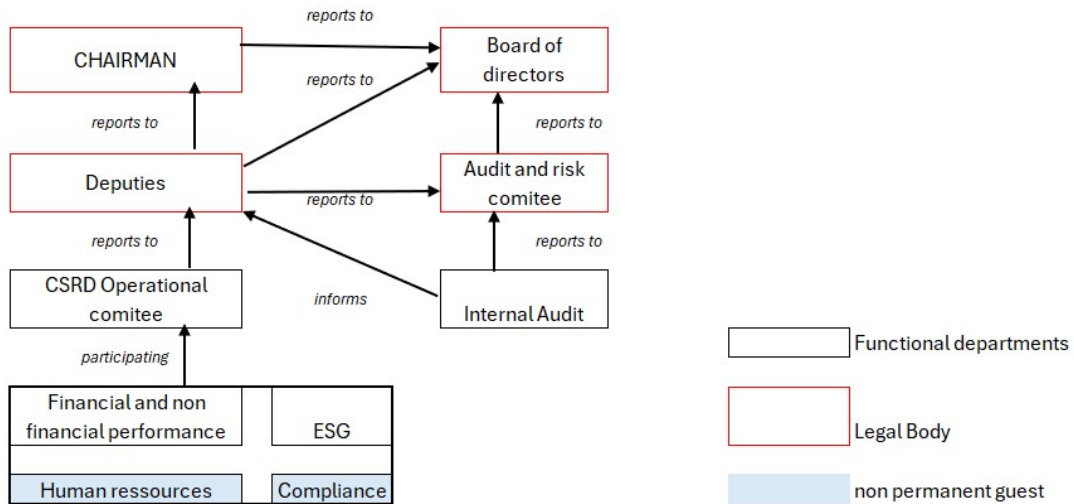 reports to
CHAIRMAN
Board of
directors
reports to
reports to
reports to
Deputies
Audit and risk
comitee
reports to
reports to
reports to
CSRD Operational
comitee
informs
Internal Audit
participating
Functional departments
Financial and non
financial performance
ESG
Legal Body
Human ressources
Compliance
non permanent guest